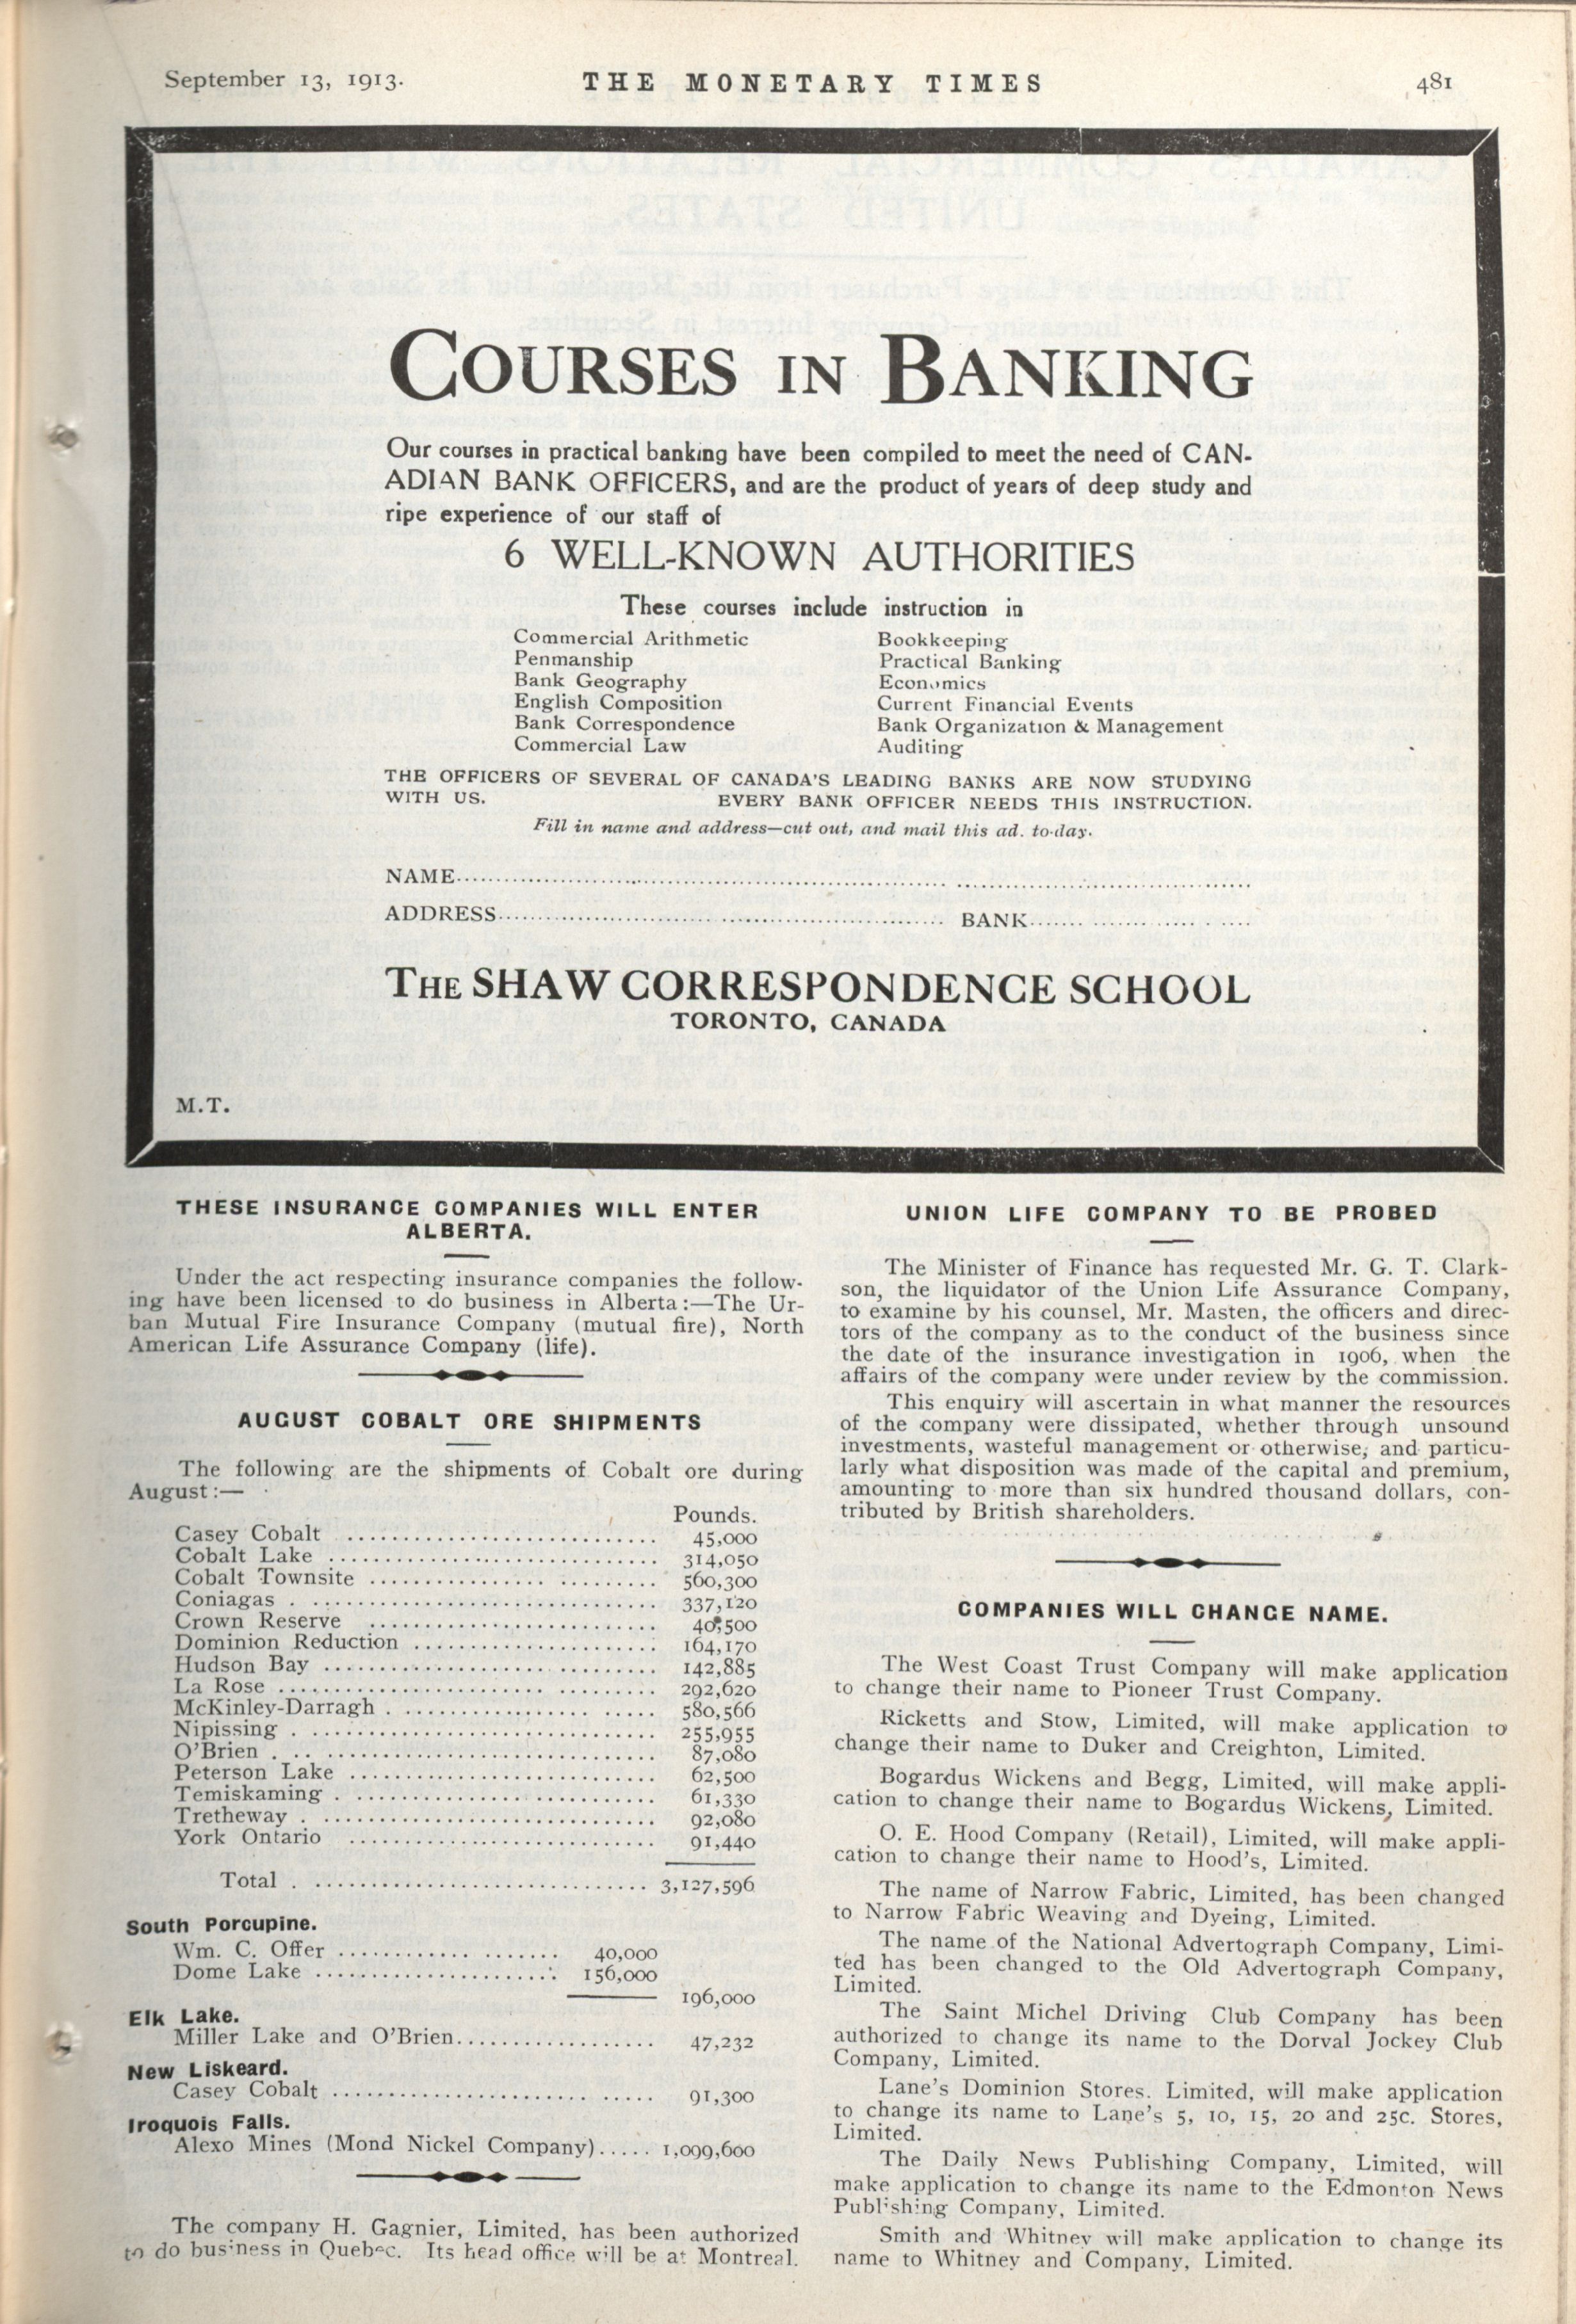 September 13, 1913.
THE MONETARY TIMES
481
COURSES IN BANKING
Our courses in practical banking have been compiled to meet the need of CAN-
ADIAN BANK OFFICERS, and are the product of years of deep study and
ripe experience of our staff of
6 WELL-KNOWN AUTHORITIES
These courses include instruction in
Commercial Arithmetic
Penmanship
Bank Geography
English Composition
Bank Correspondence
Commercial Law
Bookkeeping
Practical Banking
Economics
Current Financial Events
Bank Organization & Management
Auditing
THE OFFICERS OF SEVERAL OF CANADA'S LEADING BANKS ARE NOW STUDYING
WITH US. EVERY BANK OFFICER NEEDS THIS INSTRUCTION.
Fill in name and address—cut out, and mail this ad. to-day.
NAME
ADDRESS BANK
THE SHAW CORRESPONDENCE SCHOOL
TORONTO, CANADA
M.T.
THESE INSURANCE COMPANIES WILL ENTER
ALBERTA.
Under the act respecting insurance companies the follow-
ing have been licensed to do business in Alberta:—The Ur-
ban Mutual Fire Insurance Company (mutual fire), North
American Life Assurance Company (life).
AUGUST COBALT ORE SHIPMENTS
The following are the shipments of Cobalt ore during
August:—
Pounds.
Casey Cobalt 45,000
Cobalt Lake 314,050
Cobalt Townsite 560,300
Coniagas 337,120
Crown Reserve 40,500
Dominion Reduction 164,170
Hudson Bay 142,885
La Rose 292,620
McKinley-Darragh 580,566
Nipissing 255,955
O'Brien 87,080
Peterson Lake 62,500
Temiskaming 61,330
Tretheway 92,080
York Ontario 91,440
Total 3,127,596
South Porcupine.
Wm. C. Offer 40,000
Dome Lake 156,000
196,000
Elk Lake.
Miller Lake and O'Brien 47,232
New Liskeard.
Casey Cobalt 91,300
Iroquois Falls.
Alexo Mines (Mond Nickel Company) 1,099,600
The company H. Gagnier, Limited, has been authorized
to do business in Quebec. Its head office will be at Montreal.
UNION LIFE COMPANY TO BE PROBED
The Minister of Finance has requested Mr. G. T. Clark-
son, the liquidator of the Union Life Assurance Company,
to examine by his counsel, Mr. Masten, the officers and direc-
tors of the company as to the conduct of the business since
the date of the insurance investigation in 1906, when the
affairs of the company were under review by the commission.
This enquiry will ascertain in what manner the resources
of the company were dissipated, whether through unsound
investments, wasteful management or otherwise, and particu-
larly what disposition was made of the capital and premium,
amounting to more than six hundred thousand dollars, con-
tributed by British shareholders.
COMPANIES WILL CHANGE NAME.
The West Coast Trust Company will make application
to change their name to Pioneer Trust Company.
Ricketts and Stow, Limited, will make application to
change their name to Duker and Creighton, Limited.
Bogardus Wickens and Begg, Limited, will make appli-
cation to change their name to Bogardus Wickens, Limited.
O. E. Hood Company (Retail), Limited, will make appli-
cation to change their name to Hood's, Limited.
The name of Narrow Fabric, Limited, has been changed
to Narrow Fabric Weaving and Dyeing, Limited.
The name of the National Advertograph Company, Limi-
ted has been changed to the Old Advertograph Company,
Limited.
The Saint Michel Driving Club Company has been
authorized to change its name to the Dorval Jockey Club
Company, Limited.
Lane's Dominion Stores. Limited, will make application
to change its name to Lane's 5, 10, 15, 20 and 25c. Stores,
Limited.
The Daily News Publishing Company, Limited, will
make application to change its name to the Edmonton News
Publishing Company, Limited.
Smith and Whitney will make application to change its
name to Whitney and Company, Limited.